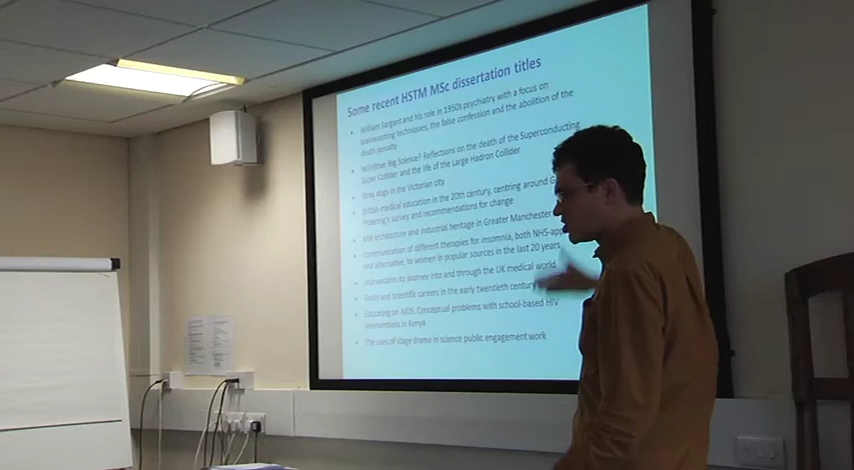 Some recent HSTM MSc dissertation titles
• William Sargant and his role in 1950s psychiatry with a focus on
brainwashing techniques, the false confession and the abolition of the
death penalty
• W(h)ither Big Science? Reflections on the death of the Superconducting
Super Collider and the life of the Large Hadron Collider
• Stray dogs in the Victorian city
• British medical education in the 20th century, centring around
Pickering's survey and recommendations for change
• Mill architecture and industrial heritage in Greater Manchester
• Communication of different therapies for insomnia, both NHS-app
and alternative, to women in popular sources in the last 20 years
• its journey into and through the UK medical world
• Radio and scientific careers in the early twentieth century
• Educating on AIDS: Conceptual problems with school-based HIV
interventions in Kenya
• The uses of stage drama in science public engagement work